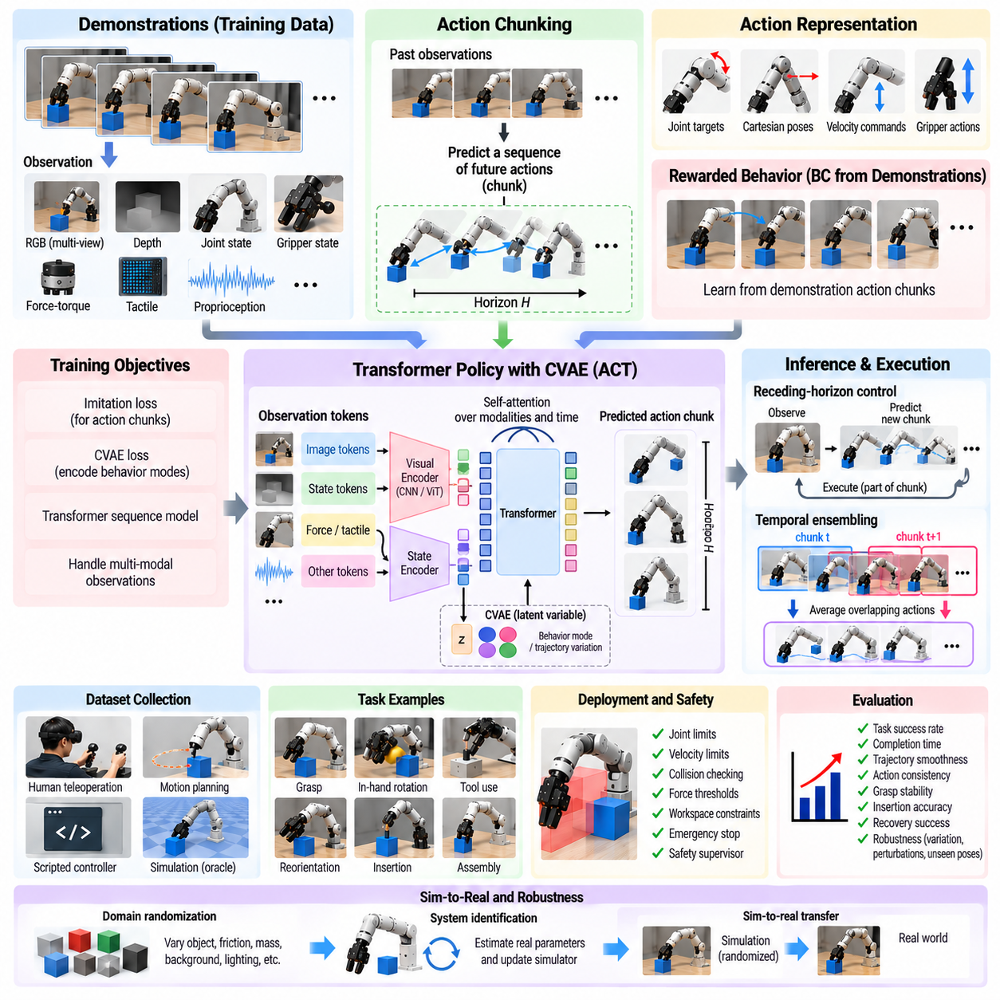 Demonstrations (Training Data)
Observation
RGB (multi-view)
Depth
Joint state
Gripper state
Force-torque
Tactile
Proprioception
Action Chunking
Past observations
Predict a sequence
of future actions
(chunk)
Horizon H
Action Representation
Joint targets
Cartesian poses
Velocity commands
Gripper actions
Rewarded Behavior (BC from Demonstrations)
Learn from demonstration action chunks
Training Objectives
Imitation loss
(for action chunks)
CVAE loss
(encode behavior modes)
Transformer sequence model
Handle multi-modal
observations
Transformer Policy with CVAE (ACT)
Observation tokens
Image tokens
State tokens
Force / tactile
Other tokens
Visual
Encoder
(CNN / ViT)
State
Encoder
Self-attention
over modalities and time
Transformer
Predicted action chunk
H
z
CVAE (latent variable)
Behavior mode
/ trajectory variation
Inference & Execution
Receding-horizon control
Observe
Predict
new chunk
Execute (part of chunk)
Temporal ensembling
chunk t
chunk t+1
Average overlapping actions
Dataset Collection
Human teleoperation
Motion planning
</>
Scripted controller
Simulation (oracle)
Task Examples
Grasp
In-hand rotation
Tool use
Reorientation
Insertion
Assembly
Deployment and Safety
Joint limits
Velocity limits
Collision checking
Force thresholds
Workspace constraints
Emergency stop
Safety supervisor
Evaluation
Task success rate
Completion time
Trajectory smoothness
Action consistency
Grasp stability
Insertion accuracy
Recovery success
Robustness (variation,
perturbations, unseen poses)
Sim-to-Real and Robustness
Domain randomization
Vary object, friction, mass,
background, lighting, etc.
System identification
Estimate real parameters
and update simulator
Sim-to-real transfer
Simulation
(randomized)
Real world